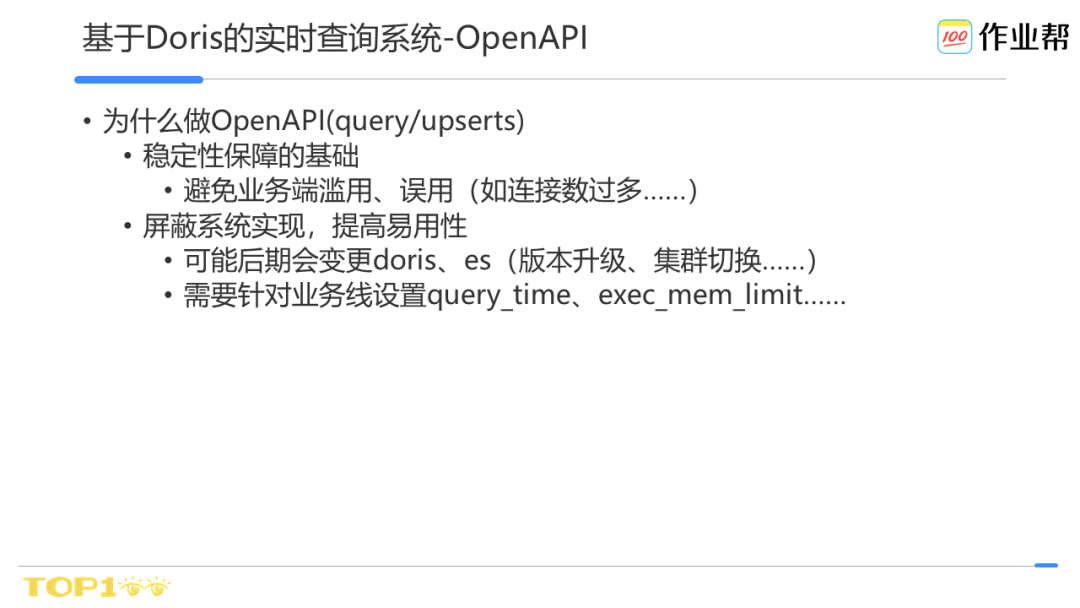 基于Doris的实时查询系统-OpenAPI
100 作业帮
• 为什么做OpenAPI(query/upserts)
• 稳定性保障的基础
• 避免业务端滥用、误用（如连接数过多......）
• 屏蔽系统实现，提高易用性
• 可能后期会变更doris、es（版本升级、集群切换......）
• 需要针对业务线设置query_time、exec_mem_limit......
TOP100